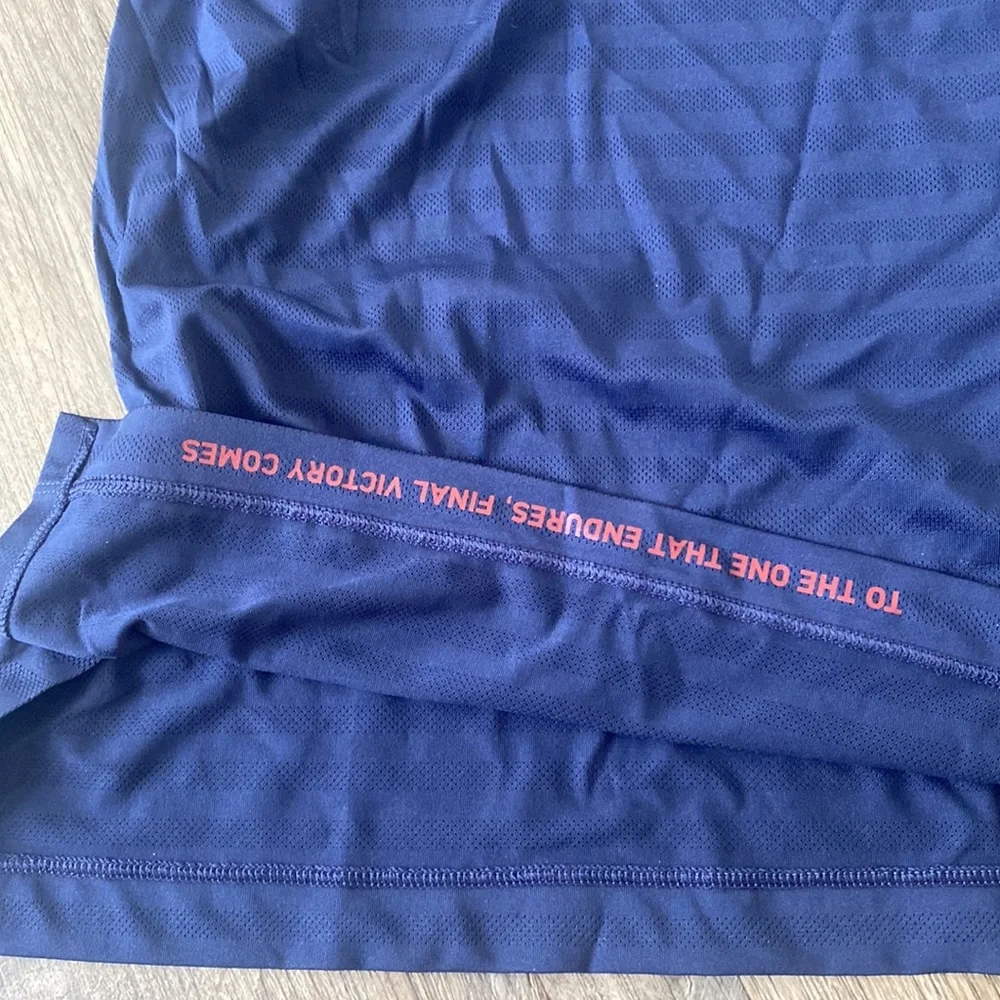 TO THE ONE THAT ENDURES, FINAL VICTORY COMES